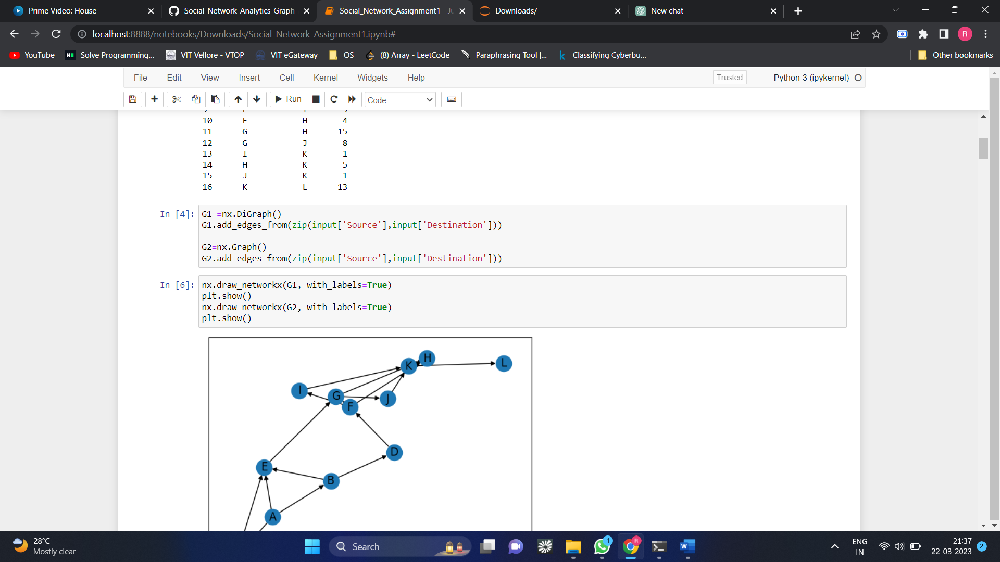 Prime Video: House
Social-Network-Analytics-Graph-
Social_Network_Assignment1 - Ju
Downloads/
New chat
localhost:8888/notebooks/Downloads/Social_Network_Assignment1.ipynb#
R
YouTube
Solve Programming...
VIT Vellore - VTOP
VIT eGateway
OS
(8) Array - LeetCode
Paraphrasing Tool |...
Classifying Cyberbu...
Other bookmarks
File Edit View Insert Cell Kernel Widgets Help
Trusted
Python 3 (ipykernel)
Run
Code
10 F H 4
11 G H 15
12 G J 8
13 I K 1
14 H K 5
15 J K 1
16 K L 13
In [4]:
G1 =nx.DiGraph()
G1.add_edges_from(zip(input['Source'],input['Destination']))
G2=nx.Graph()
G2.add_edges_from(zip(input['Source'],input['Destination']))
In [6]:
nx.draw_networkx(G1, with_labels=True)
plt.show()
nx.draw_networkx(G2, with_labels=True)
plt.show()
K H L
I G J
F
D
E
B
A
28°C
Mostly clear
Search
1
R
W
ENG
IN
21:37
22-03-2023
2